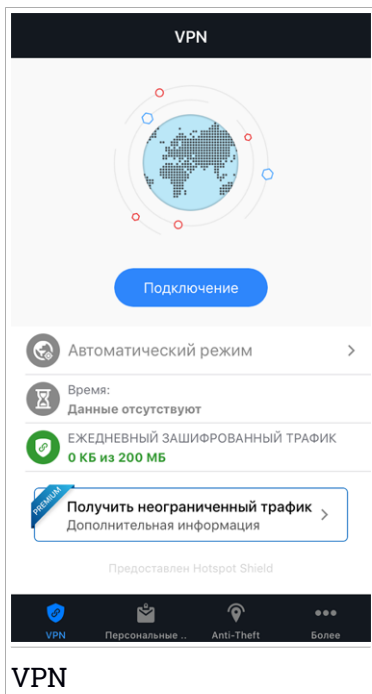 VPN
Подключение
Автоматический режим
Время:
Данные отсутствуют
ЕЖЕДНЕВНЫЙ ЗАШИФРОВАННЫЙ ТРАФИК
0 КБ из 200 МБ
PREMIUM
Получить неограниченный трафик
Дополнительная информация
Предоставлен Hotspot Shield
VPN
Персональные ..
Anti-Theft
Более
VPN